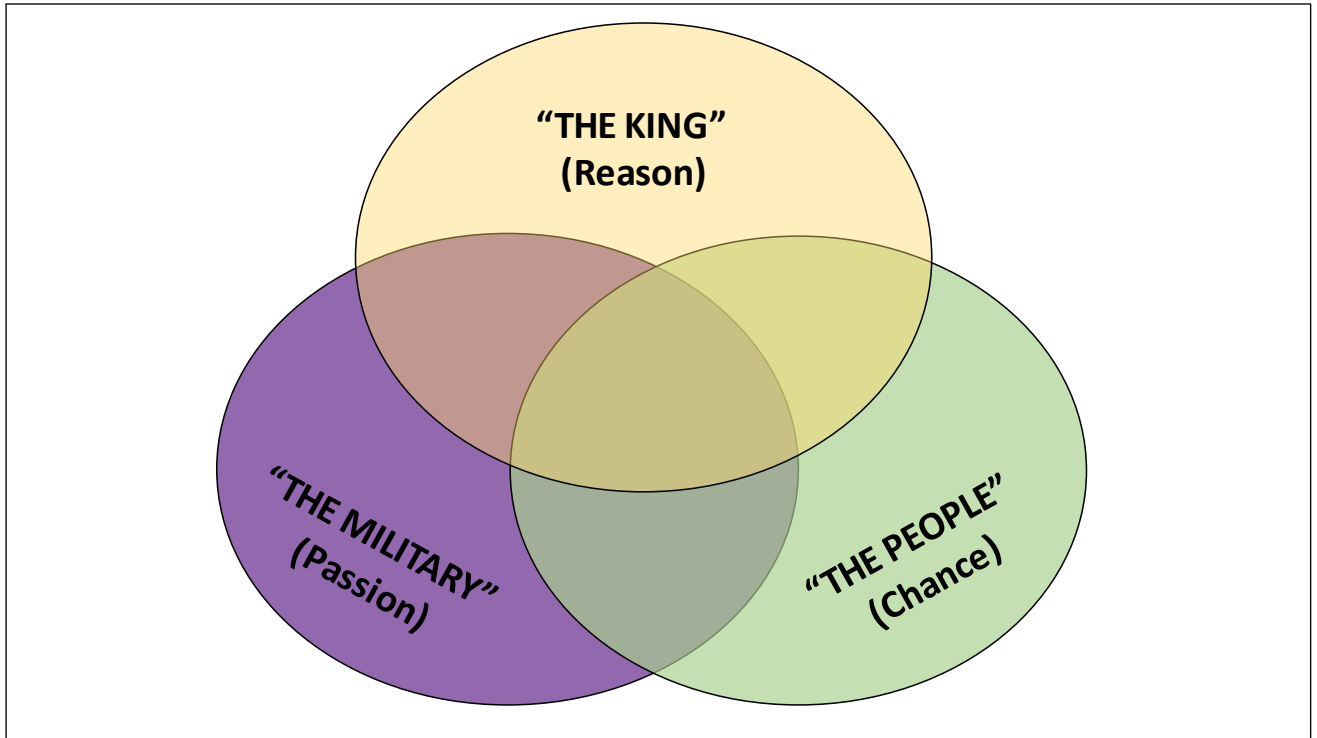 “THE KING”
(Reason)
“THE MILITARY”
(Passion)
“THE PEOPLE”
(Chance)